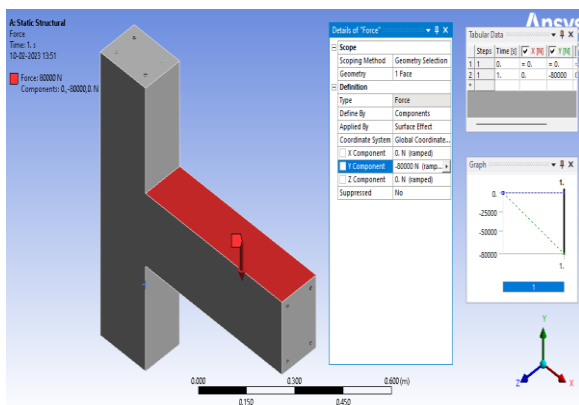 A: Static Structural
Force
Time: 1. s
10-02-2023 13:51
Force: 80000 N
Components: 0.,-80000,0. N
0.000
0.300
0.600 (m)
0.150
0.450
Details of "Force"
Scope
Scoping Method Geometry Selection
Geometry 1 Face
Definition
Type Force
Define By Components
Applied By Surface Effect
Coordinate System Global Coordinate...
X Component 0. N (ramped)
Y Component -80000 N (ramp...
Z Component 0. N (ramped)
Suppressed No
Ansys
Tabular Data
Steps Time [s] X [N] Y [N]
1 1 0. = 0. = 0. =
2 1 1. 0. -80000
*
Graph
1.
0.
-25000
-50000
-80000
1.
1
Y
Z
X